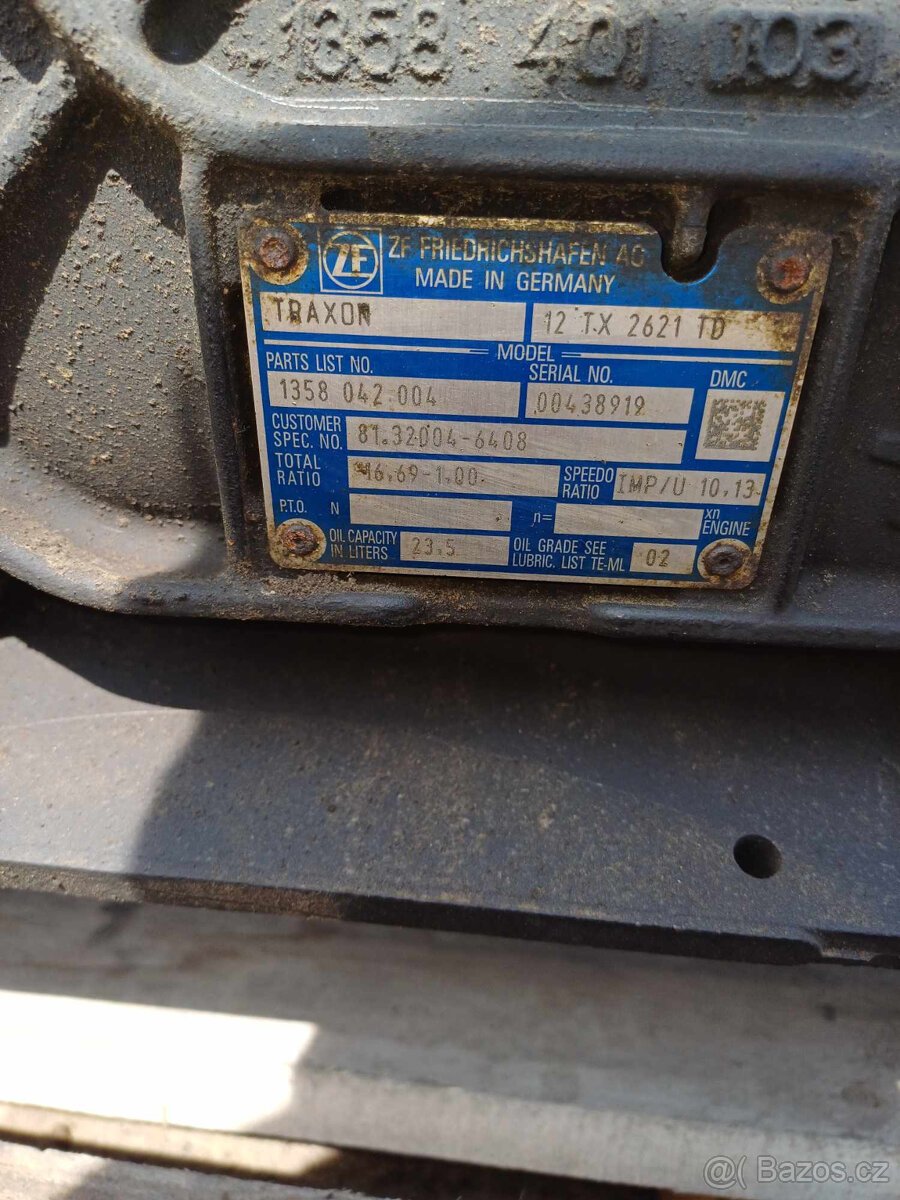 1358 401 103
ZF
ZF FRIEDRICHSHAFEN AG
MADE IN GERMANY
TRAXON 12 TX 2621 TD
MODEL
PARTS LIST NO. SERIAL NO. DMC
1358 042 004 00438919
CUSTOMER SPEC. NO. 81.32004-6408
TOTAL RATIO 16,69-1,00 SPEEDO RATIO IMP/U 10,13
P.T.O. N n= xn ENGINE
OIL CAPACITY IN LITERS 23.5 OIL GRADE SEE LUBRIC. LIST TE-ML 02
@( Bazos.cz